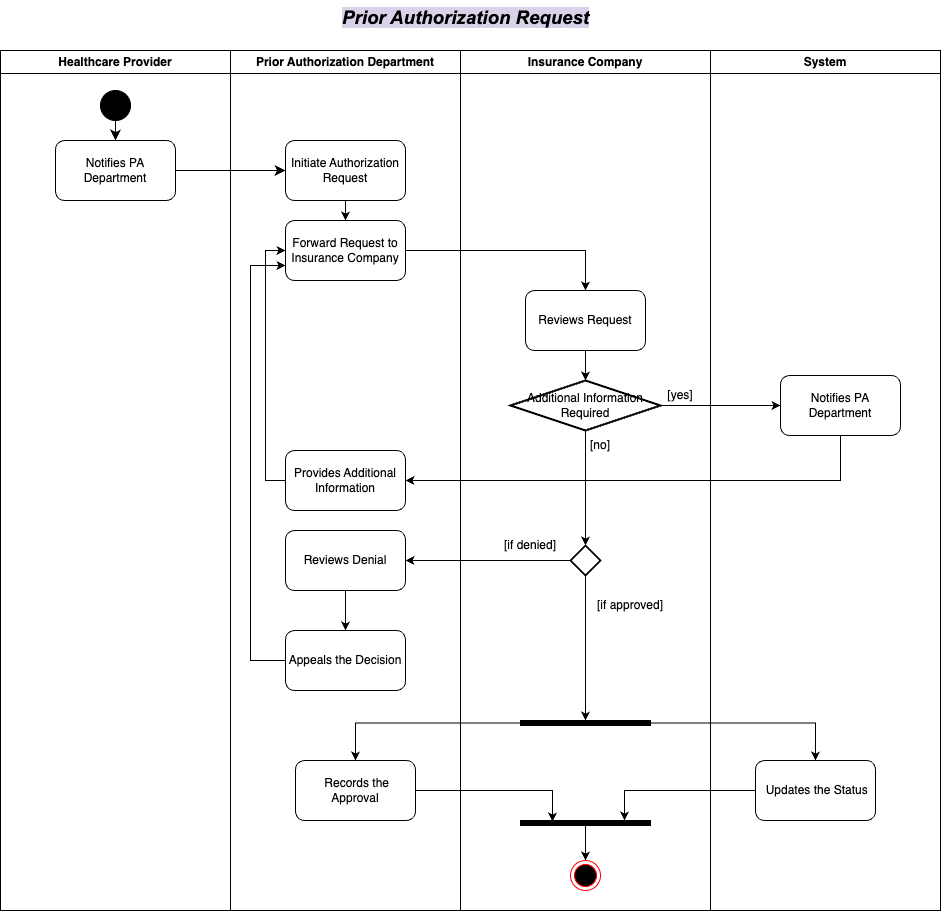 Prior Authorization Request
Healthcare Provider
Prior Authorization Department
Insurance Company
System
Notifies PA
Department
Initiate Authorization
Request
Forward Request to
Insurance Company
Reviews Request
Additional Information
Required
[yes]
Notifies PA
Department
[no]
Provides Additional
Information
[if denied]
Reviews Denial
[if approved]
Appeals the Decision
Records the
Approval
Updates the Status